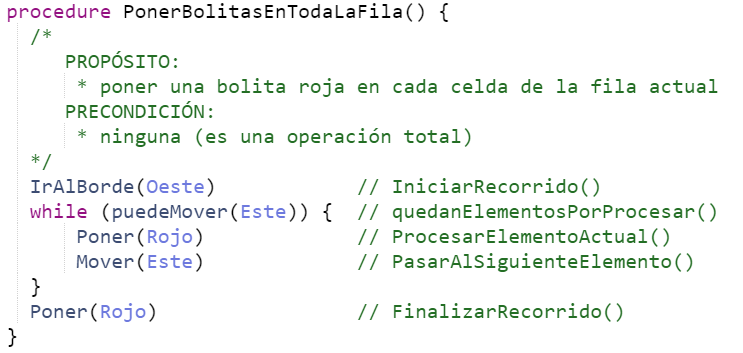 procedure PonerBolitasEnTodaLaFila() {
/*
PROPÓSITO:
* poner una bolita roja en cada celda de la fila actual
PRECONDICIÓN:
* ninguna (es una operación total)
*/
IrAlBorde(Oeste) // IniciarRecorrido()
while (puedeMover(Este)) { // quedanElementosPorProcesar()
Poner(Rojo) // ProcesarElementoActual()
Mover(Este) // PasarAlSiguienteElemento()
}
Poner(Rojo) // FinalizarRecorrido()
}